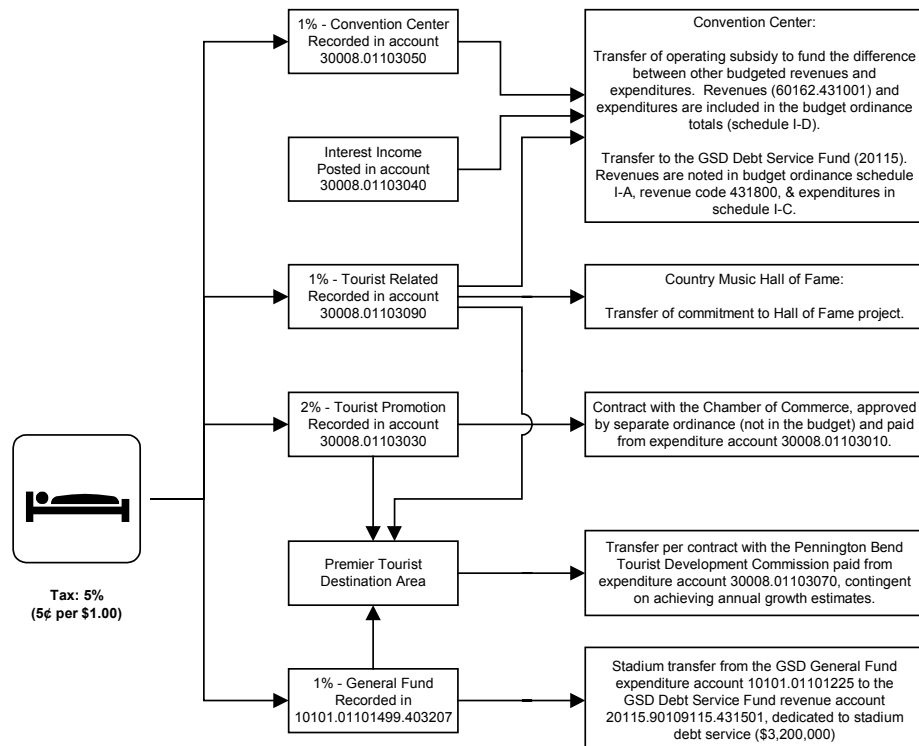 1% - Convention Center
Recorded in account
30008.01103050
Convention Center:
Transfer of operating subsidy to fund the difference
between other budgeted revenues and
expenditures. Revenues (60162.431001) and
expenditures are included in the budget ordinance
totals (schedule I-D).
Transfer to the GSD Debt Service Fund (20115).
Revenues are noted in budget ordinance schedule
I-A, revenue code 431800, & expenditures in
schedule I-C.
Interest Income
Posted in account
30008.01103040
1% - Tourist Related
Recorded in account
30008.01103090
Country Music Hall of Fame:
Transfer of commitment to Hall of Fame project.
2% - Tourist Promotion
Recorded in account
30008.01103030
Contract with the Chamber of Commerce, approved
by separate ordinance (not in the budget) and paid
from expenditure account 30008.01103010.
Tax: 5%
(5¢ per $1.00)
Premier Tourist
Destination Area
Transfer per contract with the Pennington Bend
Tourist Development Commission paid from
expenditure account 30008.01103070, contingent
on achieving annual growth estimates.
1% - General Fund
Recorded in
10101.01101499.403207
Stadium transfer from the GSD General Fund
expenditure account 10101.01101225 to the
GSD Debt Service Fund revenue account
20115.90109115.431501, dedicated to stadium
debt service ($3,200,000)